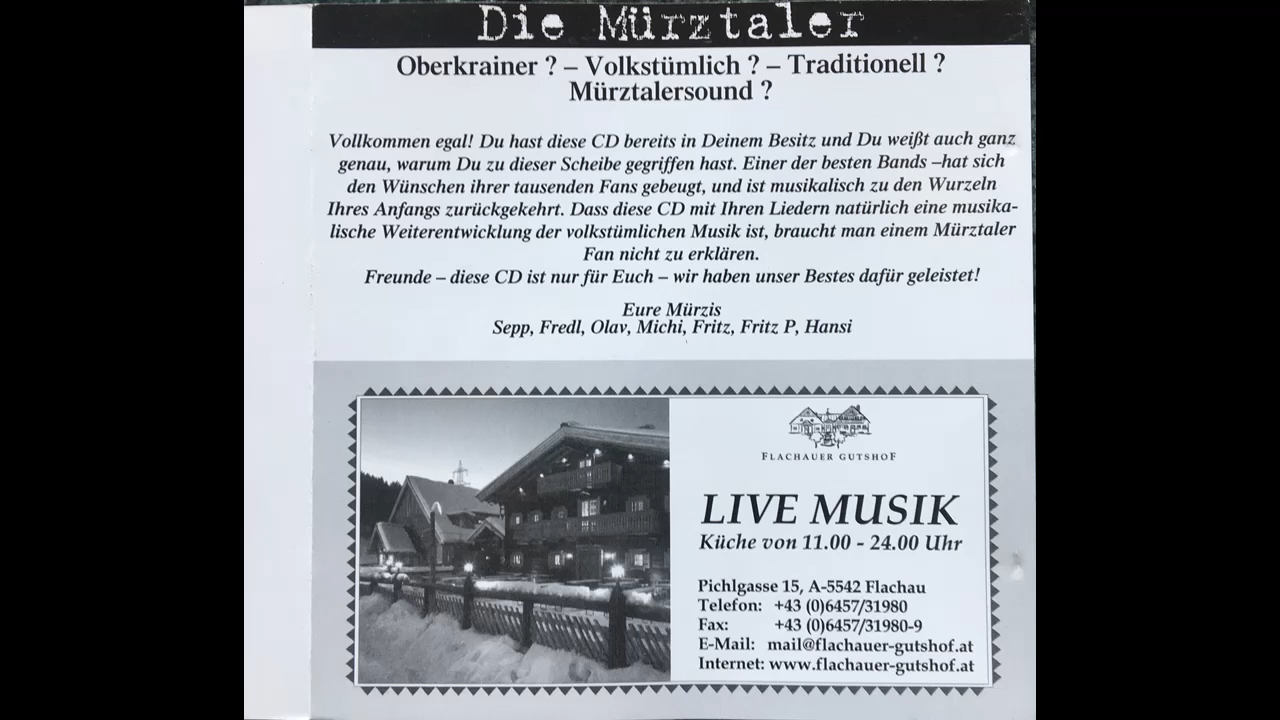 Die Mürztaler
Oberkrainer ? – Volkstümlich ? – Traditionell ?
Mürztalersound ?
Vollkommen egal! Du hast diese CD bereits in Deinem Besitz und Du weißt auch ganz
genau, warum Du zu dieser Scheibe gegriffen hast. Einer der besten Bands –hat sich
den Wünschen ihrer tausenden Fans gebeugt, und ist musikalisch zu den Wurzeln
Ihres Anfangs zurückgekehrt. Dass diese CD mit Ihren Liedern natürlich eine musika-
lische Weiterentwicklung der volkstümlichen Musik ist, braucht man einem Mürztaler
Fan nicht zu erklären.
Freunde – diese CD ist nur für Euch – wir haben unser Bestes dafür geleistet!
Eure Mürzis
Sepp, Fredl, Olav, Michi, Fritz, Fritz P, Hansi
FLACHAUER GUTSHOF
LIVE MUSIK
Küche von 11.00 - 24.00 Uhr
Pichlgasse 15, A-5542 Flachau
Telefon: +43 (0)6457/31980
Fax: +43 (0)6457/31980-9
E-Mail: mail@flachauer-gutshof.at
Internet: www.flachauer-gutshof.at